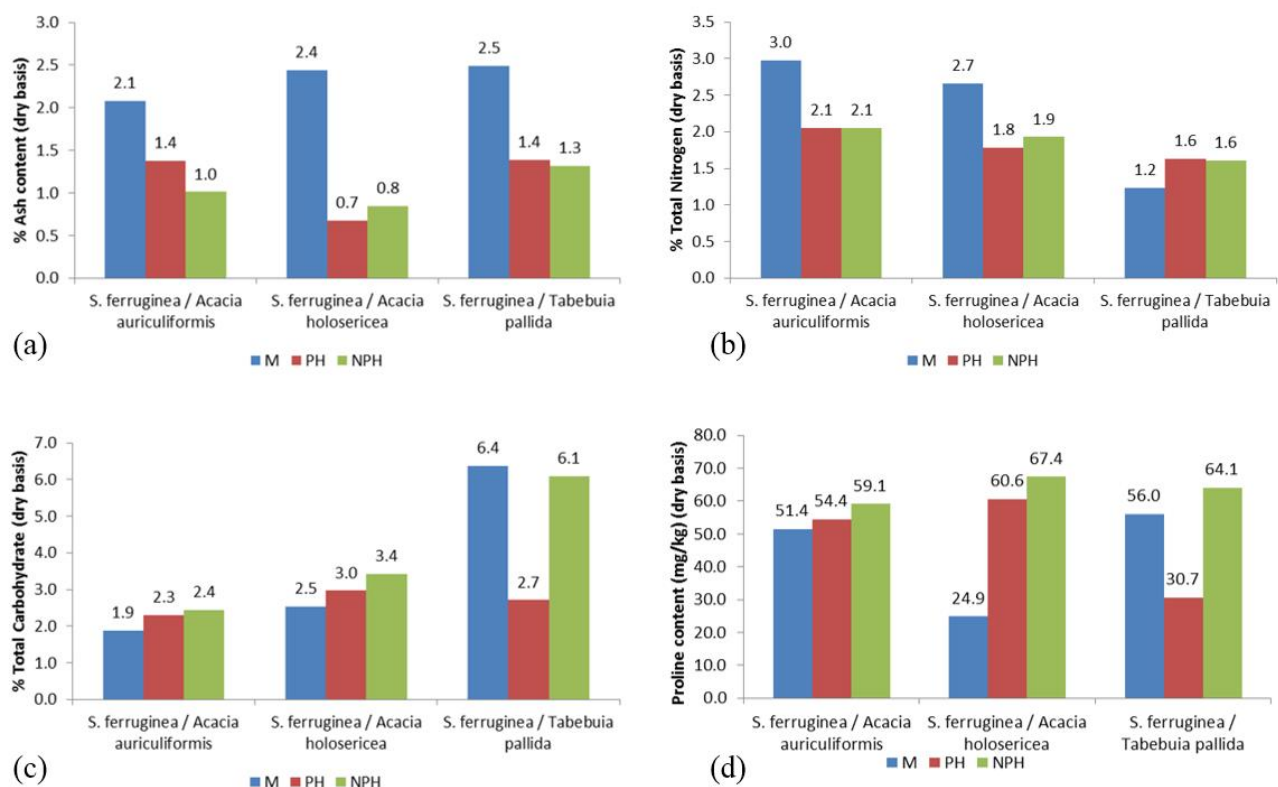 % Ash content (dry basis)
3.0
2.5
2.0
1.5
1.0
0.5
0.0
2.1
1.4
1.0
2.4
0.7
0.8
2.5
1.4
1.3
S. ferruginea / Acacia auriculiformis
S. ferruginea / Acacia holosericea
S. ferruginea / Tabebuia pallida
(a)
M PH NPH
% Total Nitrogen (dry basis)
3.5
3.0
2.5
2.0
1.5
1.0
0.5
0.0
3.0
2.1
2.1
2.7
1.8
1.9
1.2
1.6
1.6
S. ferruginea / Acacia auriculiformis
S. ferruginea / Acacia holosericea
S. ferruginea / Tabebuia pallida
(b)
M PH NPH
% Total Carbohydrate (dry basis)
7.0
6.0
5.0
4.0
3.0
2.0
1.0
0.0
1.9
2.3
2.4
2.5
3.0
3.4
6.4
2.7
6.1
S. ferruginea / Acacia auriculiformis
S. ferruginea / Acacia holosericea
S. ferruginea / Tabebuia pallida
(c)
M PH NPH
Proline content (mg/kg) (dry basis)
80.0
70.0
60.0
50.0
40.0
30.0
20.0
10.0
0.0
51.4
54.4
59.1
24.9
60.6
67.4
56.0
30.7
64.1
S. ferruginea / Acacia auriculiformis
S. ferruginea / Acacia holosericea
S. ferruginea / Tabebuia pallida
(d)
M PH NPH